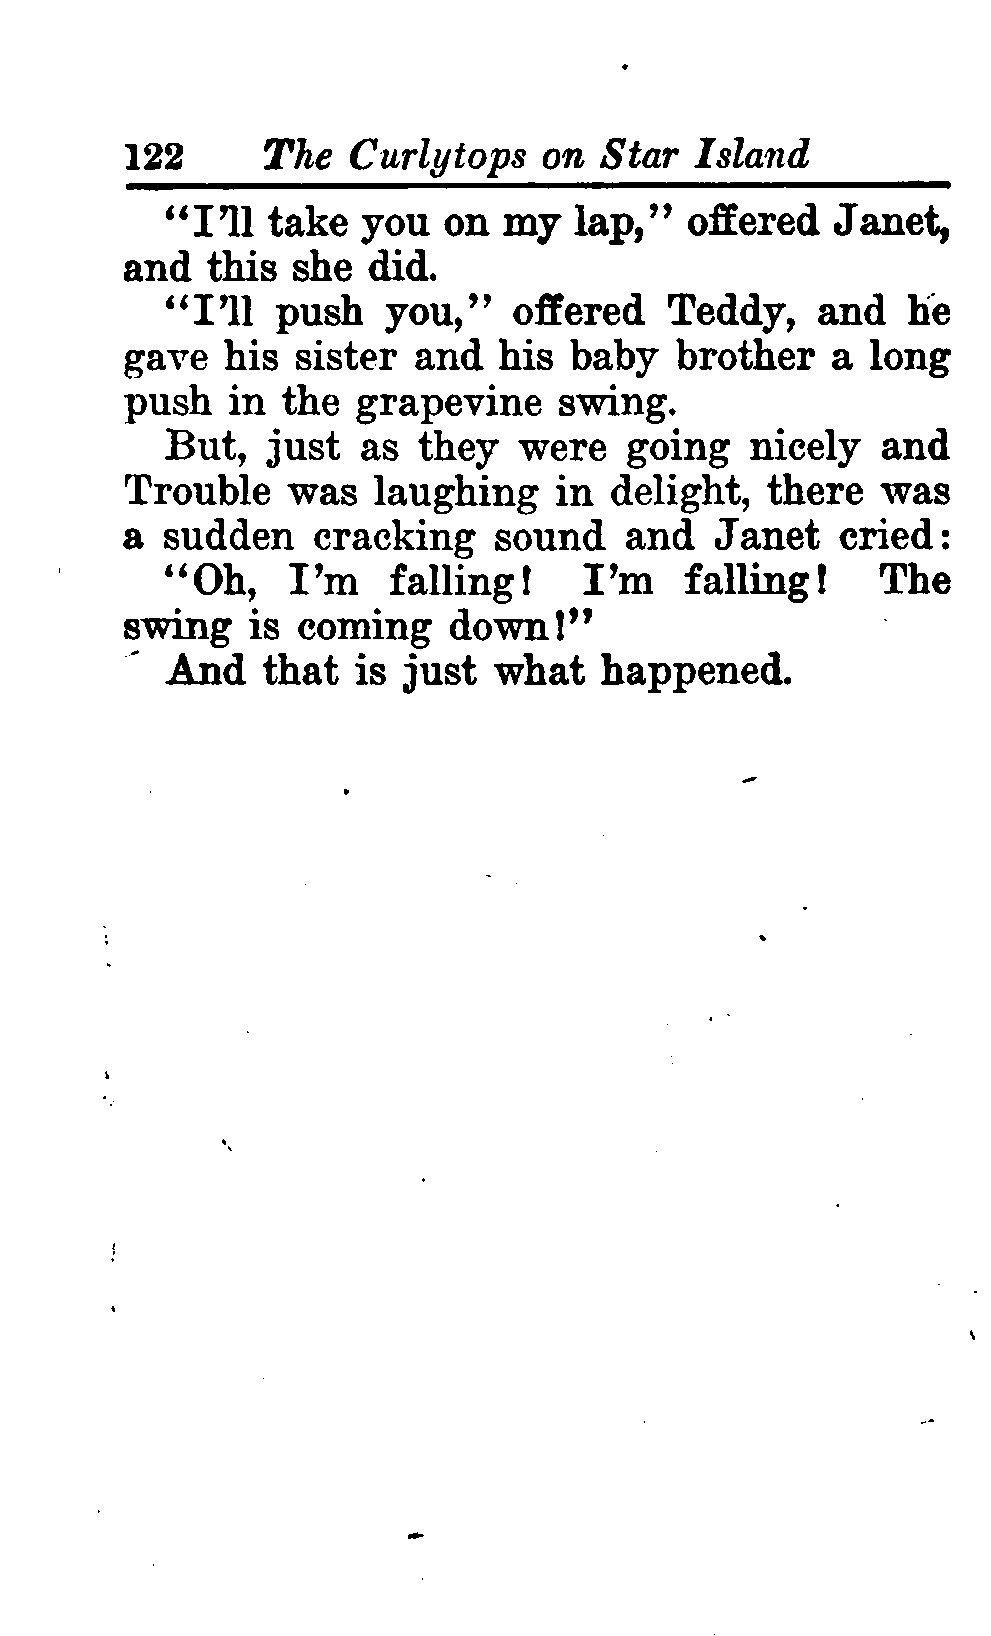 122 The Curlytops on Star Island
“I’ll take you on my lap,” offered Janet,
and this she did.
“I’ll push you,” offered Teddy, and he
gave his sister and his baby brother a long
push in the grapevine swing.
But, just as they were going nicely and
Trouble was laughing in delight, there was
a sudden cracking sound and Janet cried:
“Oh, I’m falling! I’m falling! The
swing is coming down!”
And that is just what happened.